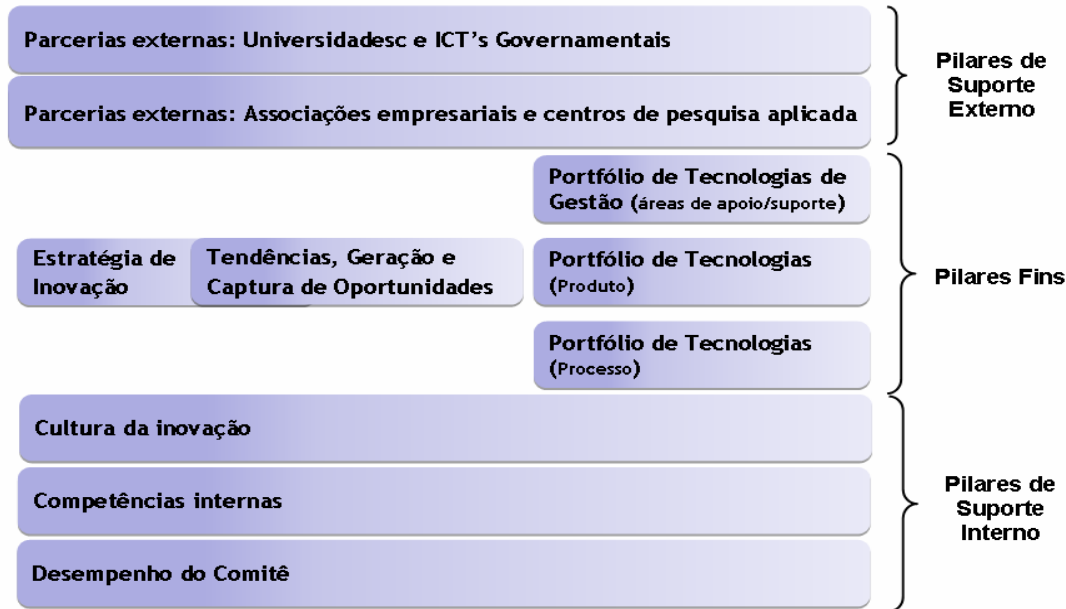 Parcerias externas: Universidadesc e ICT's Governamentais
Parcerias externas: Associações empresariais e centros de pesquisa aplicada
Pilares de
Suporte
Externo
Portfólio de Tecnologias de
Gestão (áreas de apoio/suporte)
Estratégia de
Inovação
Tendências, Geração e
Captura de Oportunidades
Portfólio de Tecnologias
(Produto)
Portfólio de Tecnologias
(Processo)
Pilares Fins
Cultura da inovação
Competências internas
Desempenho do Comitê
Pilares de
Suporte
Interno